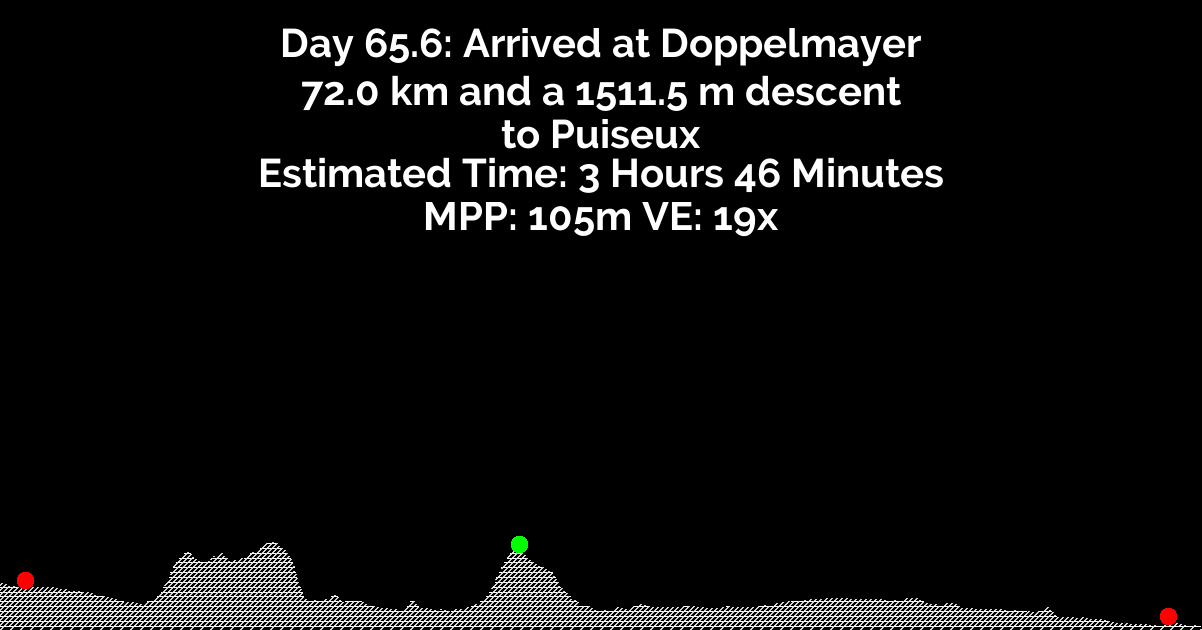 Day 65.6: Arrived at Doppelmayer
72.0 km and a 1511.5 m descent
to Puiseux
Estimated Time: 3 Hours 46 Minutes
MPP: 105m VE: 19x